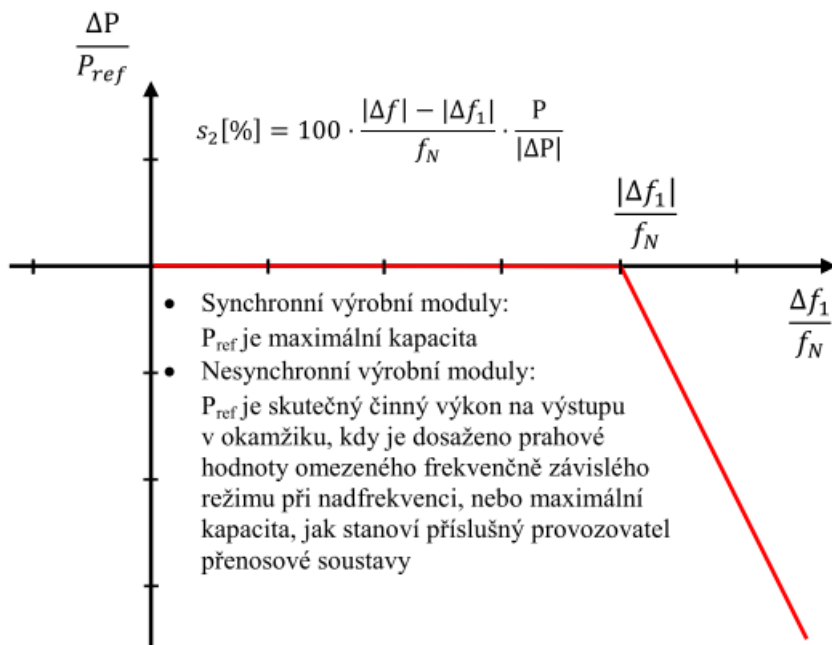 ΔP
P_ref
s₂[%] = 100 · (|Δf| − |Δf₁|)/f_N · P/|ΔP|
|Δf₁|
f_N
Δf₁
f_N
• Synchronní výrobní moduly:
P_ref je maximální kapacita
• Nesynchronní výrobní moduly:
P_ref je skutečný činný výkon na výstupu
v okamžiku, kdy je dosaženo prahové
hodnoty omezeného frekvenčně závislého
režimu při nadfrekvenci, nebo maximální
kapacita, jak stanoví příslušný provozovatel
přenosové soustavy